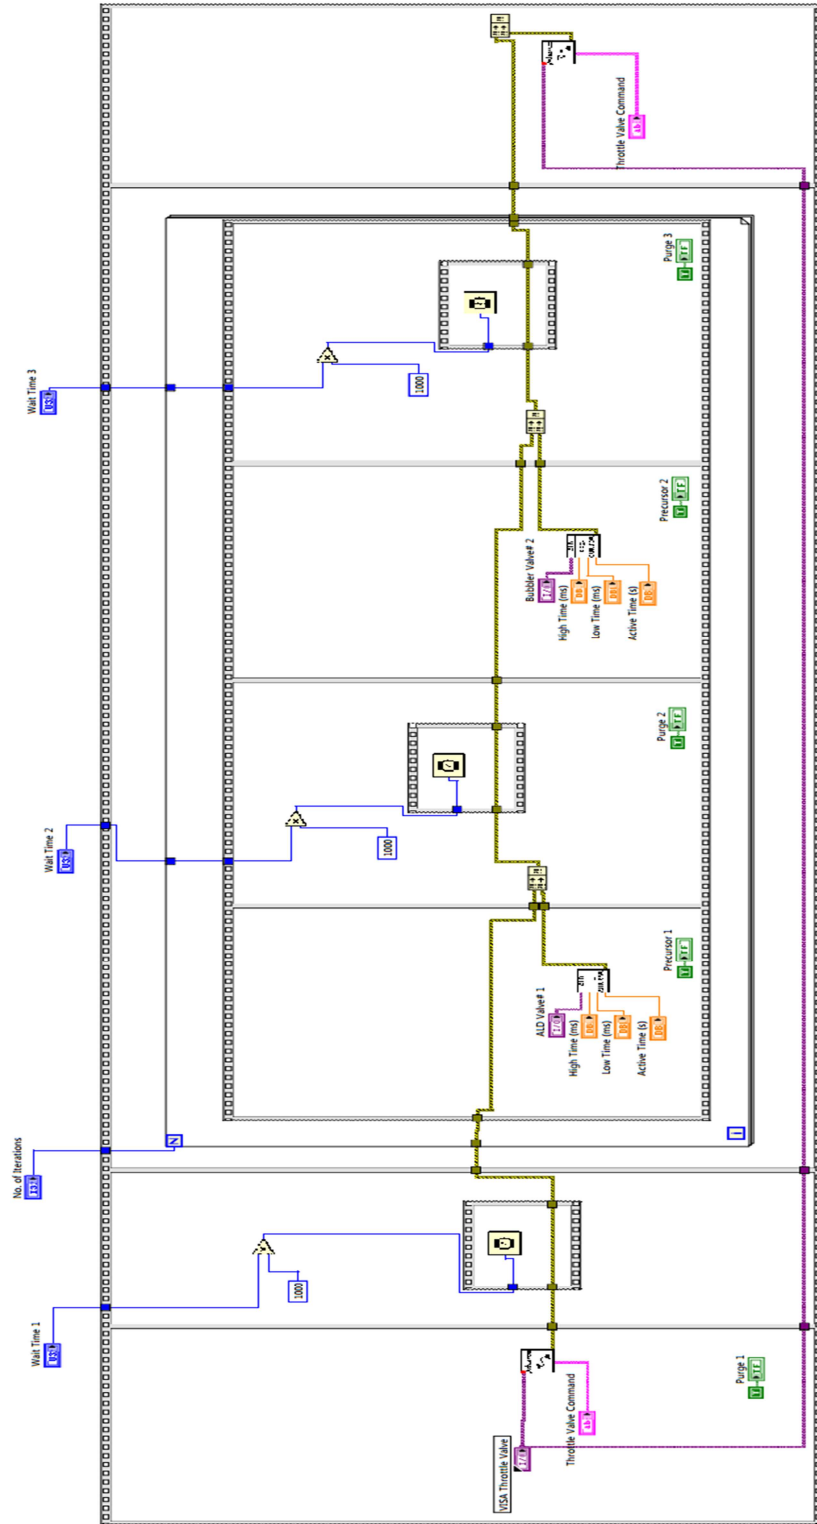 Wait Time 1
No. of Iterations
Wait Time 2
Wait Time 3
1000
VISA Throttle Valve
Throttle Valve Command
Purge 1
N
i
ALD Valve# 1
High Time (ms)
Low Time (ms)
Active Time (s)
Precursor 1
1000
Purge 2
Bubbler Valve# 2
High Time (ms)
Low Time (ms)
Active Time (s)
Precursor 2
1000
Purge 3
Throttle Valve Command